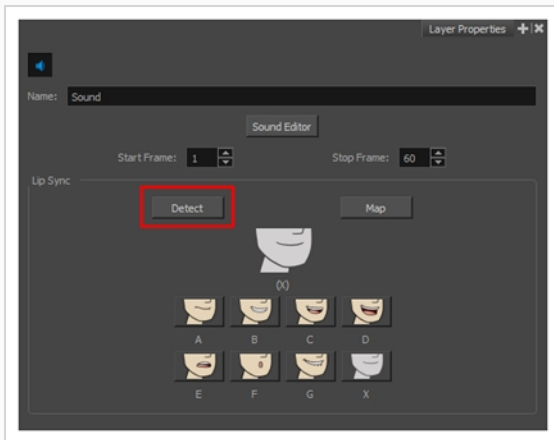 Layer Properties
Name: Sound
Sound Editor
Start Frame: 1 Stop Frame: 60
Lip Sync
Detect Map
(X)
A B C D
E F G X